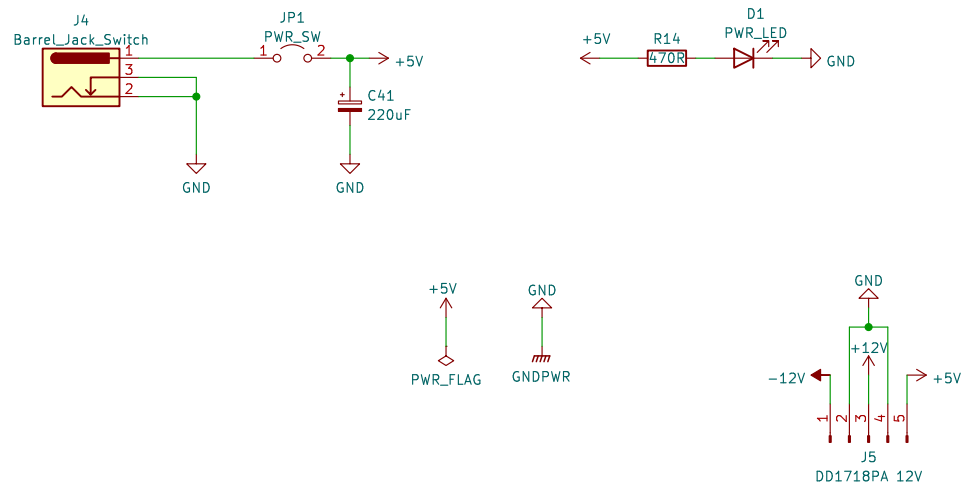 J4
Barrel_Jack_Switch
1
3
2
GND
JP1
PWR_SW
1
2
+5V
+
C41
220uF
GND
+5V
R14
470R
D1
PWR_LED
GND
+5V
PWR_FLAG
GND
GNDPWR
GND
+12V
-12V
+5V
1
2
3
4
5
J5
DD1718PA 12V